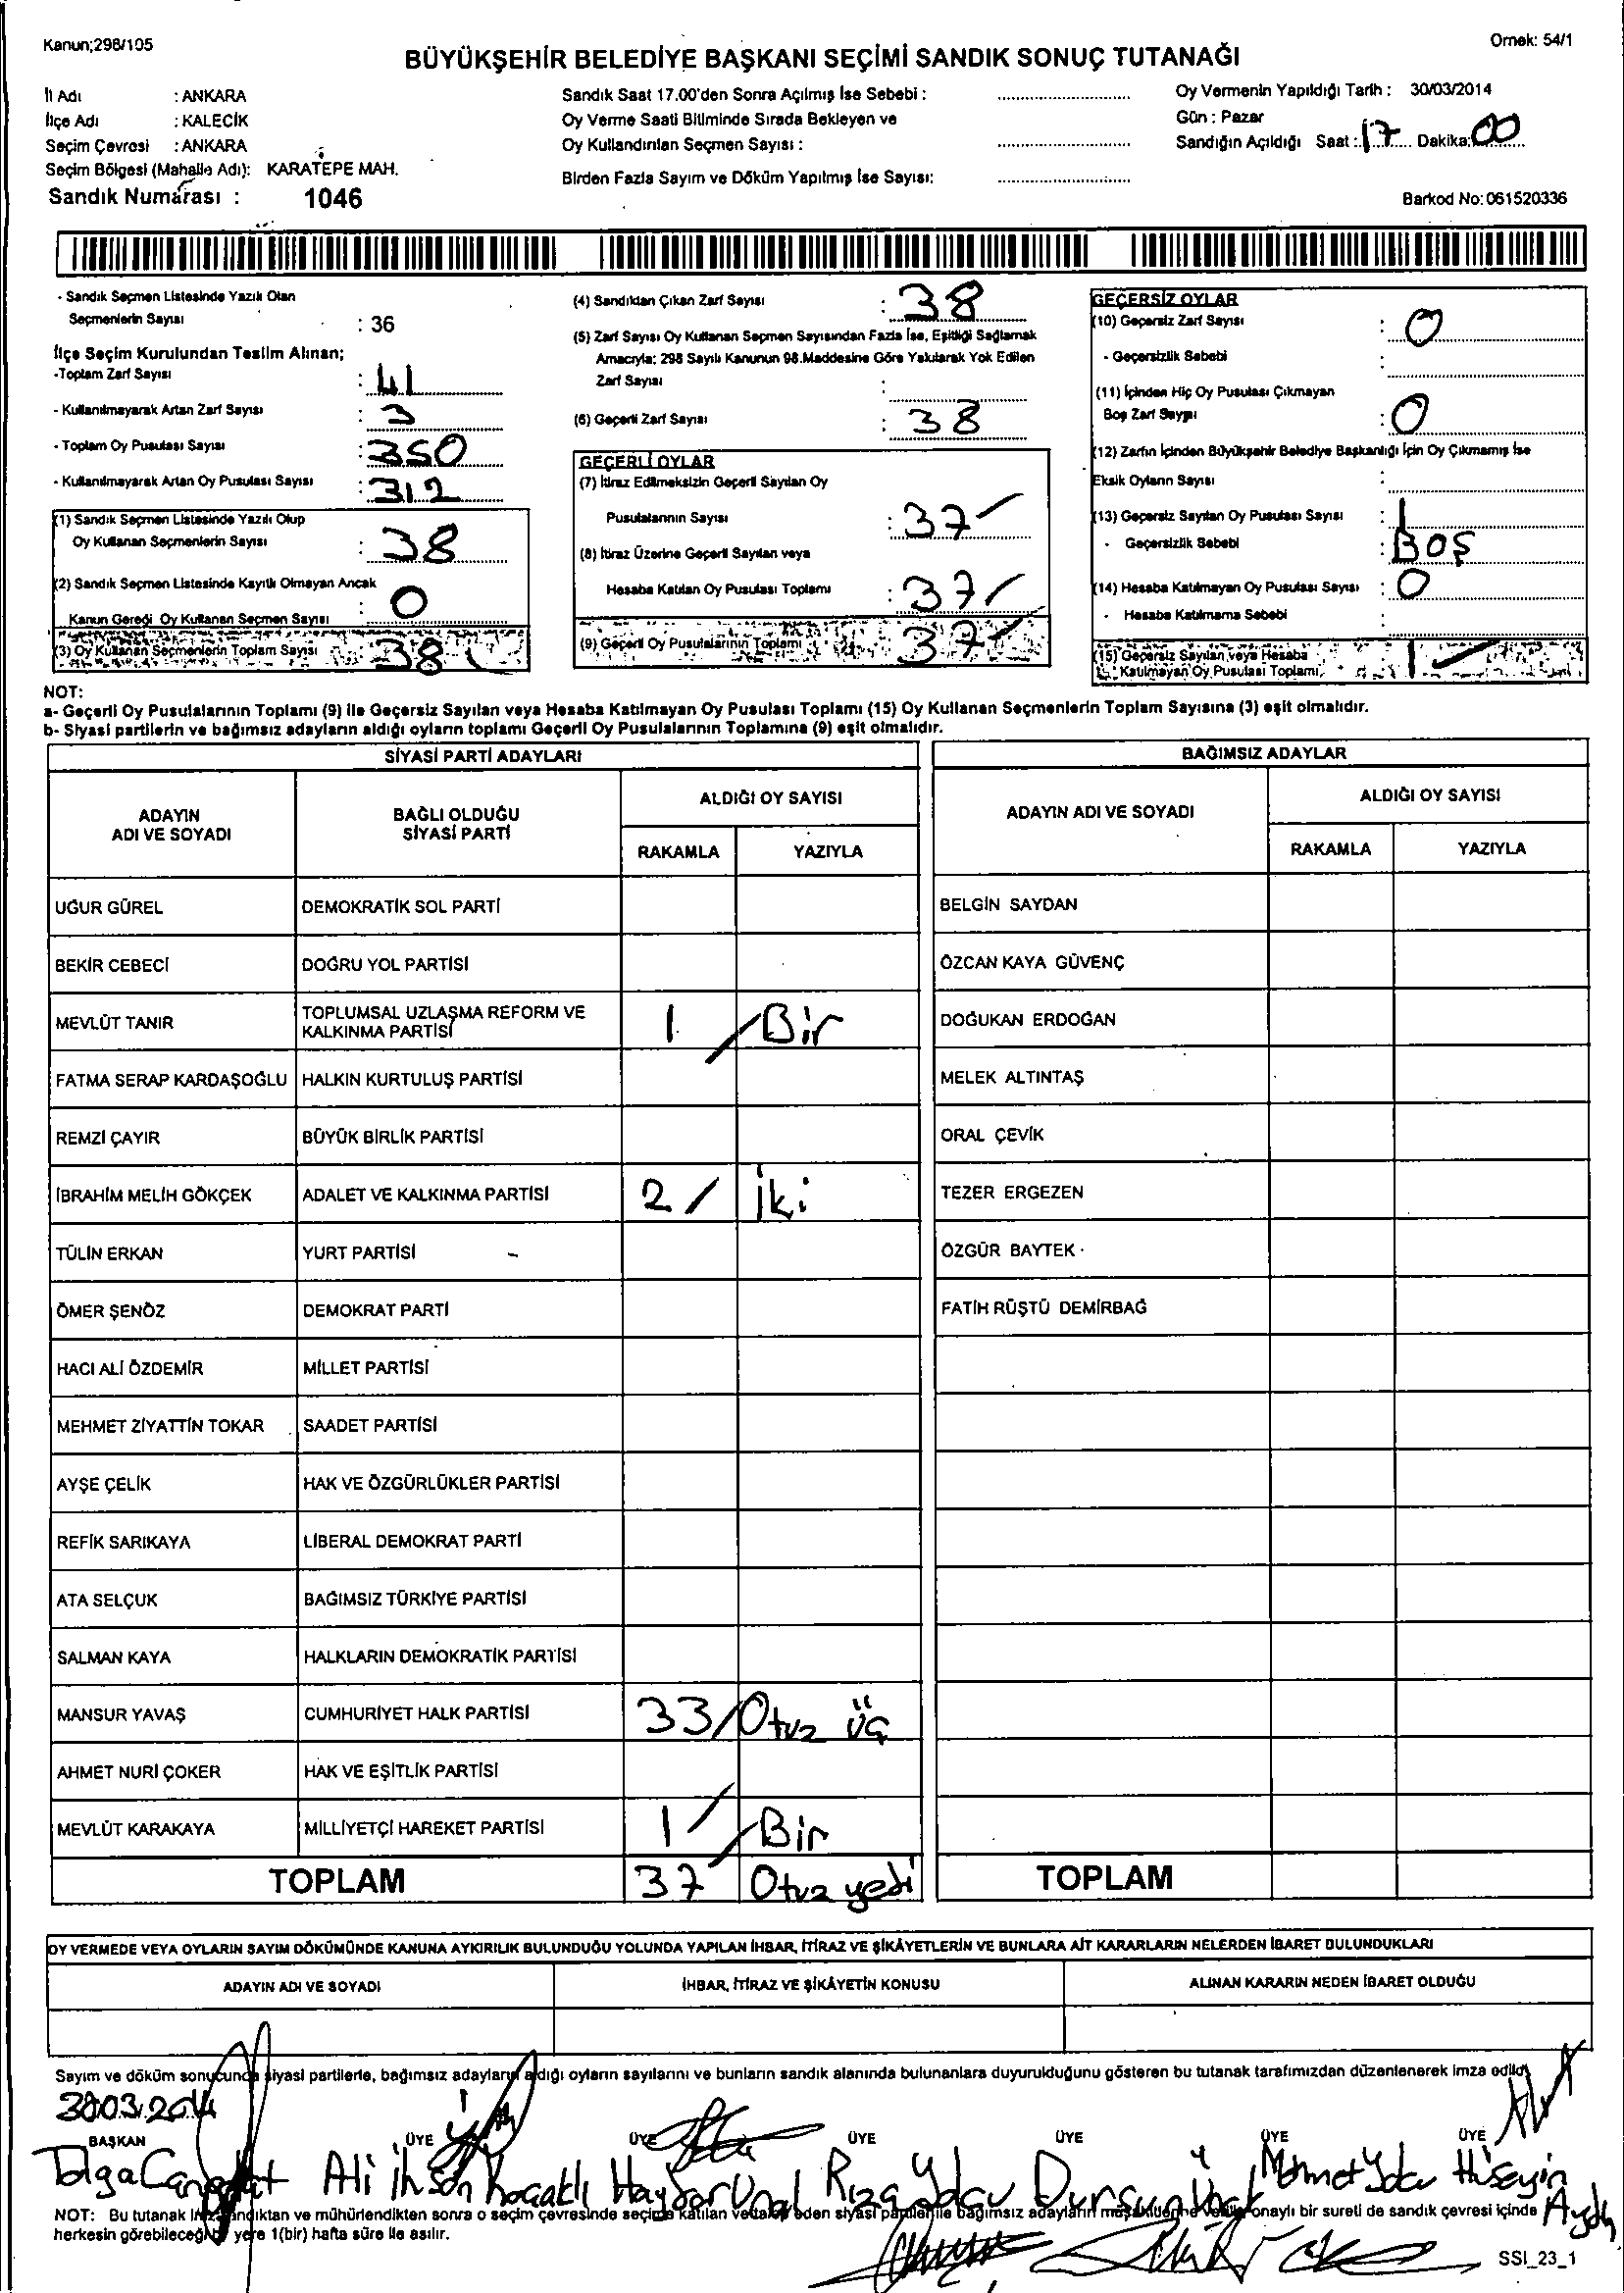 Kanun;298/105
Örnek: 54/1
BÜYÜKŞEHİR BELEDİYE BAŞKANI SEÇİMİ SANDIK SONUÇ TUTANAĞI
İl Adı : ANKARA
İlçe Adı : KALECİK
Seçim Çevresi : ANKARA
Seçim Bölgesi (Mahalle Adı): KARATEPE MAH.
Sandık Numarası : 1046
Sandık Saat 17.00'den Sonra Açılmış İse Sebebi :
Oy Verme Saati Bitiminde Sırada Bekleyen ve
Oy Kullandırılan Seçmen Sayısı :
Birden Fazla Sayım ve Döküm Yapılmış İse Sayısı:
Oy Vermenin Yapıldığı Tarih : 30/03/2014
Gün : Pazar
Sandığın Açıldığı Saat : 17 Dakika: 00
Barkod No: 061520336
- Sandık Seçmen Listesinde Yazılı Olan
Seçmenlerin Sayısı : 36
İlçe Seçim Kurulundan Teslim Alınan;
-Toplam Zarf Sayısı : 41
- Kullanılmayarak Artan Zarf Sayısı : 3
- Toplam Oy Pusulası Sayısı : 350
- Kullanılmayarak Artan Oy Pusulası Sayısı : 312
(1) Sandık Seçmen Listesinde Yazılı Olup
Oy Kullanan Seçmenlerin Sayısı : 38
(2) Sandık Seçmen Listesinde Kayıtlı Olmayan Ancak
Kanun Gereği Oy Kullanan Seçmen Sayısı : 0
(3) Oy Kullanan Seçmenlerin Toplam Sayısı : 38
(4) Sandıktan Çıkan Zarf Sayısı : 38
(5) Zarf Sayısı Oy Kullanan Seçmen Sayısından Fazla İse, Eşitliği Sağlamak
Amacıyla; 298 Sayılı Kanunun 98.Maddesine Göre Yakılarak Yok Edilen
Zarf Sayısı :
(6) Geçerli Zarf Sayısı : 38
GEÇERLİ OYLAR
(7) İtiraz Edilmeksizin Geçerli Sayılan Oy
Pusulalarının Sayısı : 37
(8) İtiraz Üzerine Geçerli Sayılan veya
Hesaba Katılan Oy Pusulası Toplamı : 37
(9) Geçerli Oy Pusulalarının Toplamı : 37
GEÇERSİZ OYLAR
(10) Geçersiz Zarf Sayısı : 0
- Geçersizlik Sebebi :
(11) İçinden Hiç Oy Pusulası Çıkmayan
Boş Zarf Sayısı : 0
(12) Zarfın İçinden Büyükşehir Belediye Başkanlığı İçin Oy Çıkmamış İse
Eksik Oyların Sayısı :
(13) Geçersiz Sayılan Oy Pusulası Sayısı : 1
- Geçersizlik Sebebi : BOŞ
(14) Hesaba Katılmayan Oy Pusulası Sayısı : 0
- Hesaba Katılmama Sebebi :
(15) Geçersiz Sayılan veya Hesaba
Katılmayan Oy Pusulası Toplamı, : 1
NOT:
a- Geçerli Oy Pusulalarının Toplamı (9) ile Geçersiz Sayılan veya Hesaba Katılmayan Oy Pusulası Toplamı (15) Oy Kullanan Seçmenlerin Toplam Sayısına (3) eşit olmalıdır.
b- Siyasi partilerin ve bağımsız adayların aldığı oyların toplamı Geçerli Oy Pusulalarının Toplamına (9) eşit olmalıdır.
SİYASİ PARTİ ADAYLARI
ADAYIN ADI VE SOYADI
BAĞLI OLDUĞU SİYASİ PARTİ
ALDIĞI OY SAYISI
RAKAMLA YAZIYLA
UĞUR GÜREL DEMOKRATİK SOL PARTİ
BEKİR CEBECİ DOĞRU YOL PARTİSİ
MEVLÜT TANIR TOPLUMSAL UZLAŞMA REFORM VE KALKINMA PARTİSİ 1 / Bir
FATMA SERAP KARDAŞOĞLU HALKIN KURTULUŞ PARTİSİ
REMZİ ÇAYIR BÜYÜK BİRLİK PARTİSİ
İBRAHİM MELİH GÖKÇEK ADALET VE KALKINMA PARTİSİ 2 / İki
TÜLİN ERKAN YURT PARTİSİ
ÖMER ŞENÖZ DEMOKRAT PARTİ
HACI ALİ ÖZDEMİR MİLLET PARTİSİ
MEHMET ZİYATTİN TOKAR SAADET PARTİSİ
AYŞE ÇELİK HAK VE ÖZGÜRLÜKLER PARTİSİ
REFİK SARIKAYA LİBERAL DEMOKRAT PARTİ
ATA SELÇUK BAĞIMSIZ TÜRKİYE PARTİSİ
SALMAN KAYA HALKLARIN DEMOKRATİK PARTİSİ
MANSUR YAVAŞ CUMHURİYET HALK PARTİSİ 33 / Otuz üç
AHMET NURİ ÇOKER HAK VE EŞİTLİK PARTİSİ
MEVLÜT KARAKAYA MİLLİYETÇİ HAREKET PARTİSİ 1 / Bir
TOPLAM 37 Otuz yedi
BAĞIMSIZ ADAYLAR
ADAYIN ADI VE SOYADI
ALDIĞI OY SAYISI
RAKAMLA YAZIYLA
BELGİN SAYDAN
ÖZCAN KAYA GÜVENÇ
DOĞUKAN ERDOĞAN
MELEK ALTINTAŞ
ORAL ÇEVİK
TEZER ERGEZEN
ÖZGÜR BAYTEK
FATİH RÜŞTÜ DEMİRBAĞ
TOPLAM
OY VERMEDE VEYA OYLARIN SAYIM DÖKÜMÜNDE KANUNA AYKIRILIK BULUNDUĞU YOLUNDA YAPILAN İHBAR, İTİRAZ VE ŞİKÂYETLERİN VE BUNLARA AİT KARARLARIN NELERDEN İBARET BULUNDUKLARI
ADAYIN ADI VE SOYADI
İHBAR, İTİRAZ VE ŞİKÂYETİN KONUSU
ALINAN KARARIN NEDEN İBARET OLDUĞU
Sayım ve döküm sonucunda siyasi partilerle, bağımsız adayların aldığı oyların sayılarını ve bunların sandık alanında bulunanlara duyurulduğunu gösteren bu tutanak tarafımızdan düzenlenerek imza edildi
30.03.2014
BAŞKAN ÜYE ÜYE ÜYE ÜYE ÜYE ÜYE
Tolga Ali İhsan Kocaklı Haydar Ünal Rıza Yolcu Dursun Mehmet Hüseyin
Aydın
NOT: Bu tutanak imzalandıktan ve mühürlendikten sonra o seçim çevresinde seçime katılan ve siyasi partiler ile bağımsız adayların onaylı bir sureti de sandık çevresi içinde
herkesin görebileceği bir yere 1(bir) hafta süre ile asılır.
SSI_23_1